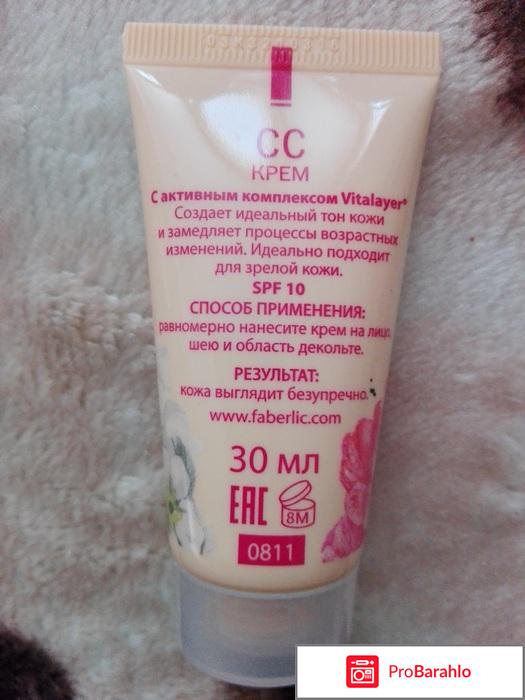 СС
КРЕМ
С активным комплексом Vitalayer®
Создает идеальный тон кожи
и замедляет процессы возрастных
изменений. Идеально подходит
для зрелой кожи.
SPF 10
СПОСОБ ПРИМЕНЕНИЯ:
равномерно нанесите крем на лицо,
шею и область декольте.
РЕЗУЛЬТАТ:
кожа выглядит безупречно.
www.faberlic.com
30 мл
EAC 8M
0811
ProBarahlo